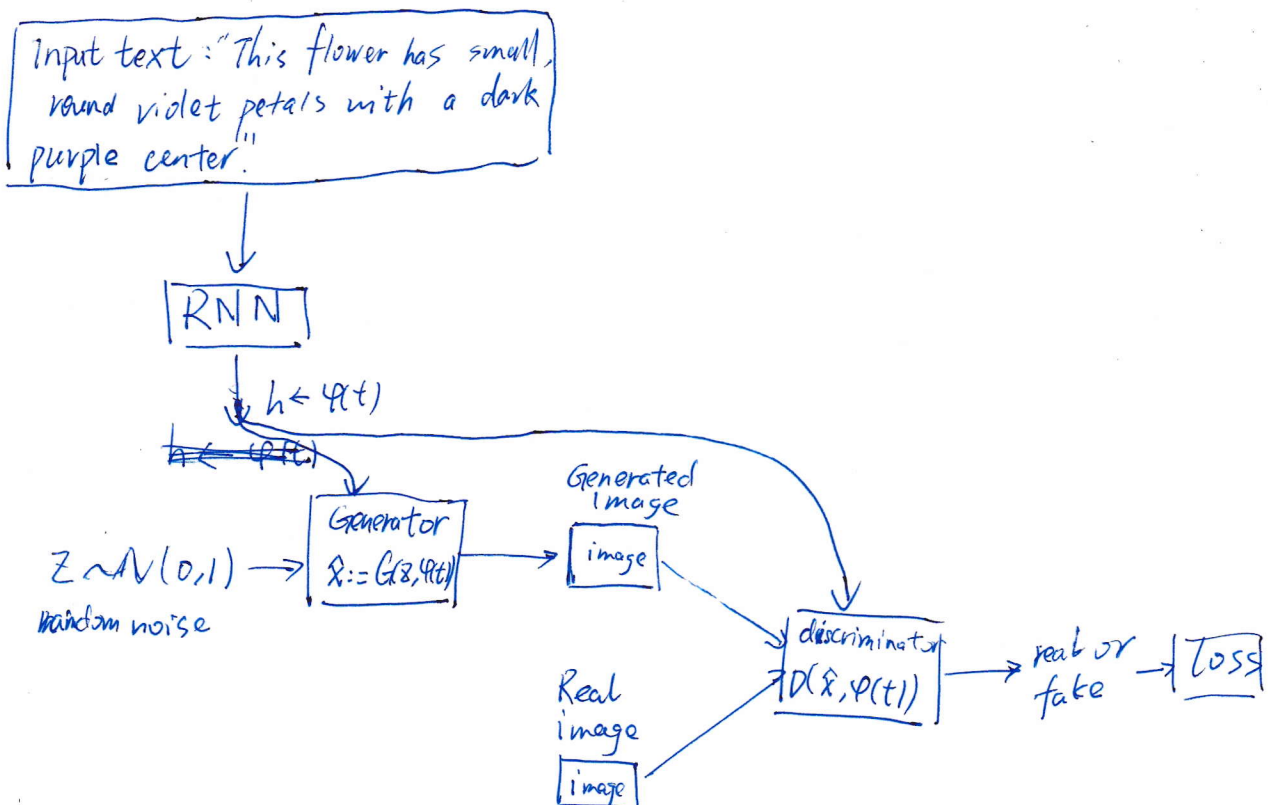 Input text: "This flower has small,
round violet petals with a dark
purple center."
RNN
h ← φ(t)
h ← φ(t)
Generator
x̂ := G(z, φ(t))
Z ~ N(0,1)
random noise
Generated
image
image
Real
image
image
discriminator
D(x̂, φ(t))
real or
fake
Loss